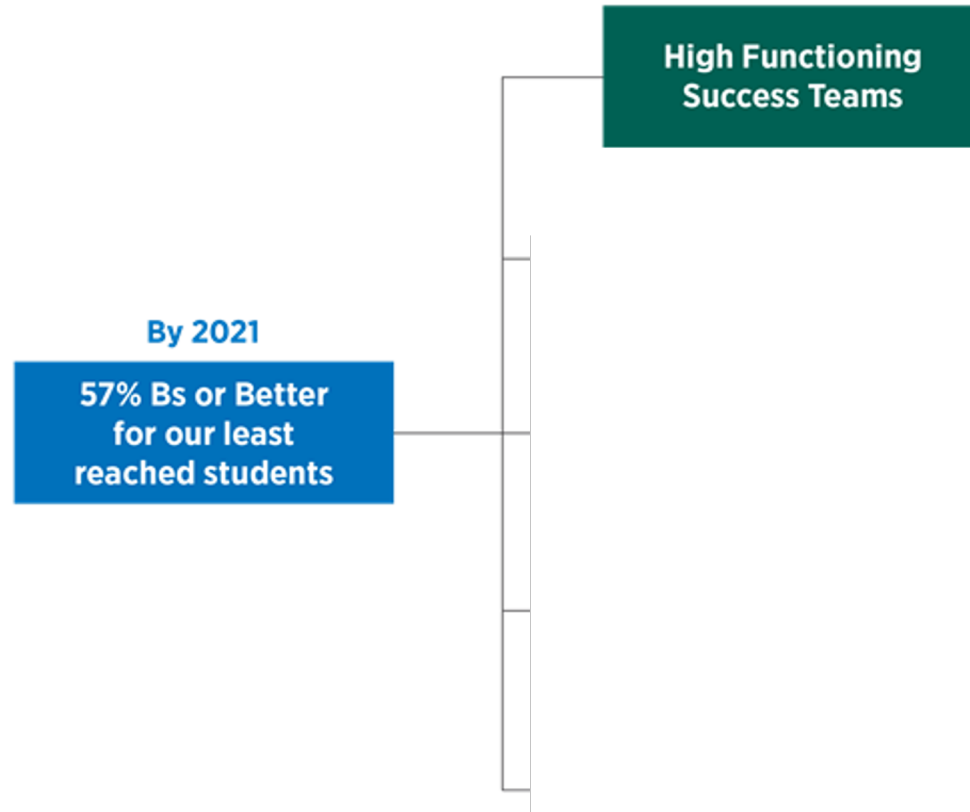 High Functioning
Success Teams
By 2021
57% Bs or Better
for our least
reached students